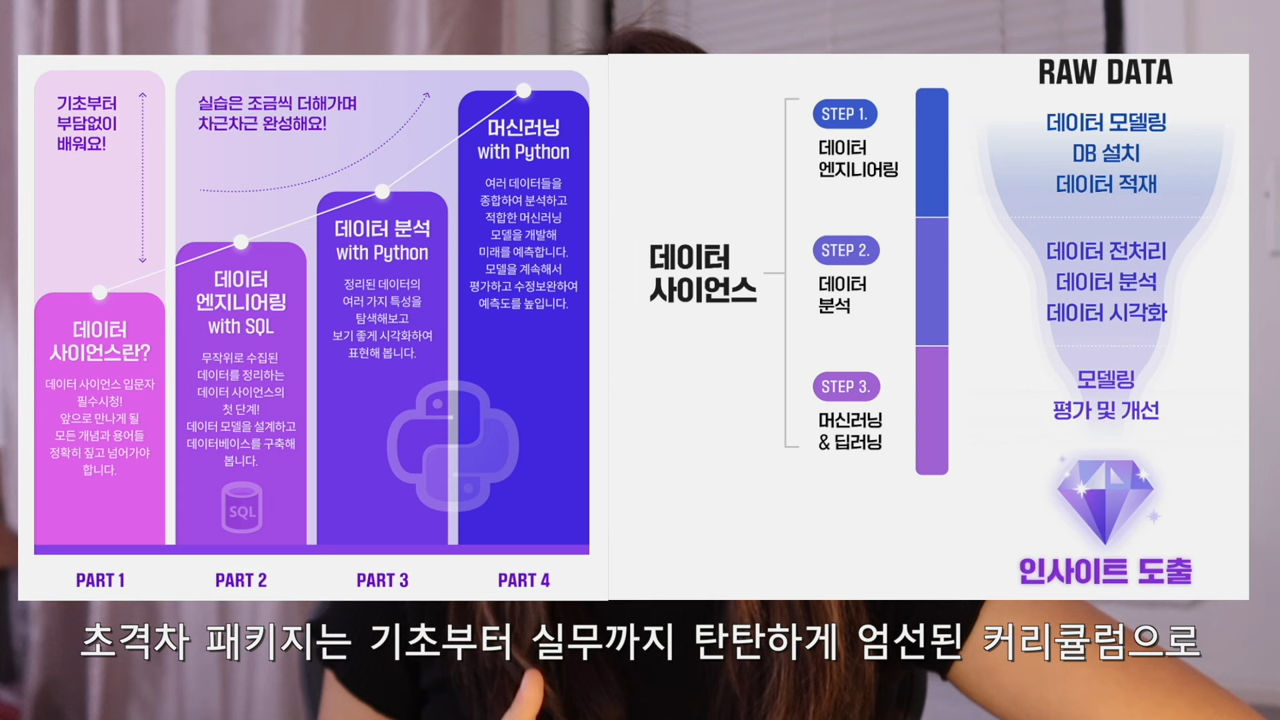 기초부터
부담없이
배워요!
실습은 조금씩 더해가며
차근차근 완성해요!
데이터
사이언스란?
데이터 사이언스 입문자
필수시청!
앞으로 만나게 될
모든 개념과 용어들
정확히 짚고 넘어가야
합니다.
데이터
엔지니어링
with SQL
무작위로 수집된
데이터를 정리하는
데이터 사이언스의
첫 단계!
데이터 모델을 설계하고
데이터베이스를 구축해
봅니다.
SQL
데이터 분석
with Python
정리된 데이터의
여러 가지 특성을
탐색해보고
보기 좋게 시각화하여
표현해 봅니다.
머신러닝
with Python
여러 데이터들을
종합하여 분석하고
적합한 머신러닝
모델을 개발해
미래를 예측합니다.
모델을 계속해서
평가하고 수정보완하여
예측도를 높입니다.
PART 1
PART 2
PART 3
PART 4
데이터
사이언스
STEP 1.
데이터
엔지니어링
STEP 2.
데이터
분석
STEP 3.
머신러닝
& 딥러닝
RAW DATA
데이터 모델링
DB 설치
데이터 적재
데이터 전처리
데이터 분석
데이터 시각화
모델링
평가 및 개선
인사이트 도출
초격차 패키지는 기초부터 실무까지 탄탄하게 엄선된 커리큘럼으로